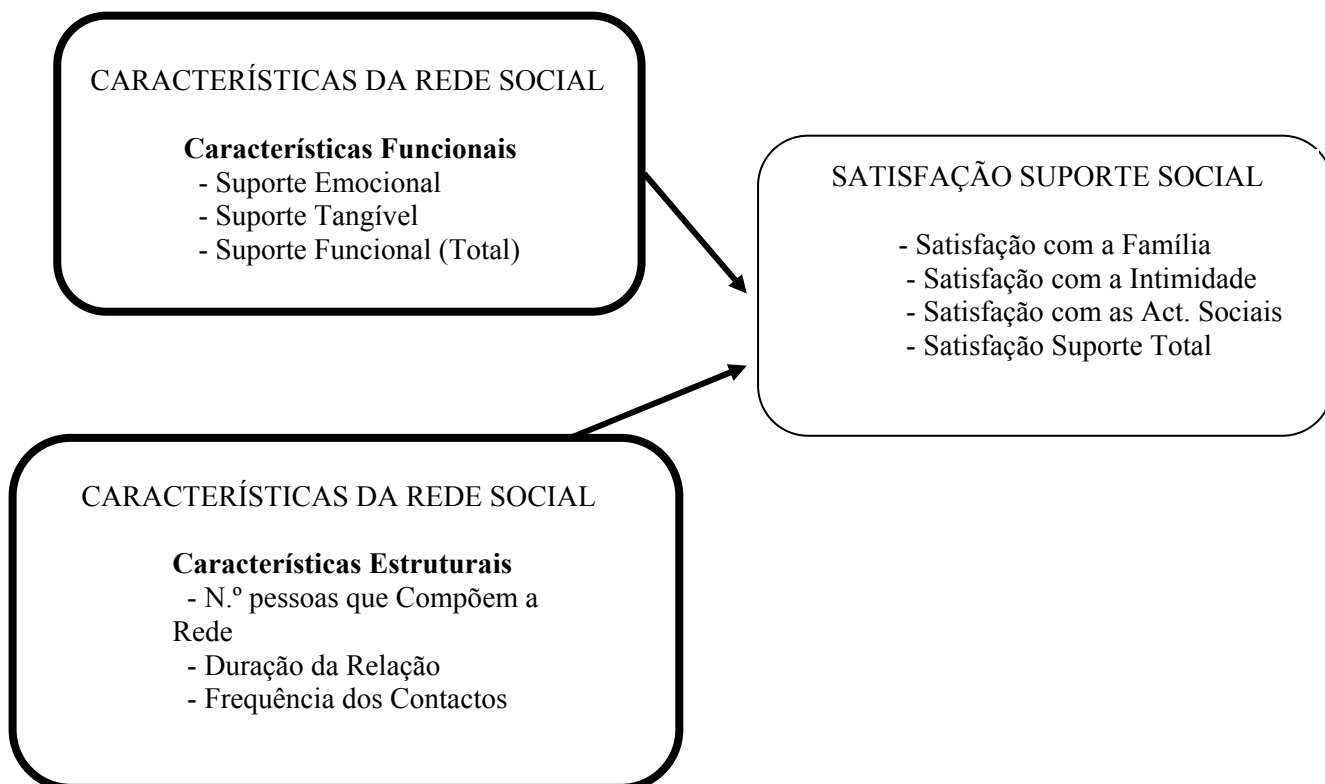 CARACTERÍSTICAS DA REDE SOCIAL
Características Funcionais
- Suporte Emocional
- Suporte Tangível
- Suporte Funcional (Total)
SATISFAÇÃO SUPORTE SOCIAL
- Satisfação com a Família
- Satisfação com a Intimidade
- Satisfação com as Act. Sociais
- Satisfação Suporte Total
CARACTERÍSTICAS DA REDE SOCIAL
Características Estruturais
- N.º pessoas que Compõem a
Rede
- Duração da Relação
- Frequência dos Contactos